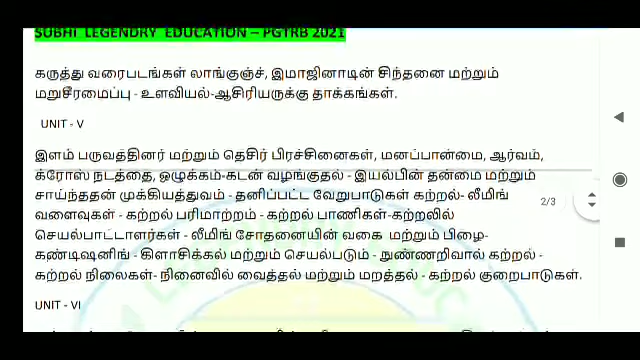 SUBHI LEGENDRY EDUCATION – PGTRB 2021
கருத்து வரைபடங்கள் லாங்குஞ்ச், இமாஜினாடின் சிந்தனை மற்றும்
மறுசீரமைப்பு - உளவியல்-ஆசிரியருக்கு தாக்கங்கள்.
UNIT - V
இளம் பருவத்தினர் மற்றும் தெசிர் பிரச்சினைகள், மனப்பான்மை, ஆர்வம்,
க்ரோஸ் நடத்தை, ஒழுக்கம்-கடன் வழங்குதல் - இயல்பின் தன்மை மற்றும்
சாய்ந்ததன் முக்கியத்துவம் - தனிப்பட்ட வேறுபாடுகள் கற்றல்- லீமிங்
வளைவுகள் - கற்றல் பரிமாற்றம் - கற்றல் பாணிகள்-கற்றலில்
செயல்பாட்டாளர்கள் - லீமிங் சோதனையின் வகை மற்றும் பிழை-
கண்டிஷனிங் - கிளாசிக்கல் மற்றும் செயல்படும் - நுண்ணறிவால் கற்றல் -
கற்றல் நிலைகள்- நினைவில் வைத்தல் மற்றும் மறத்தல் - கற்றல் குறைபாடுகள்.
UNIT - VI
2/3